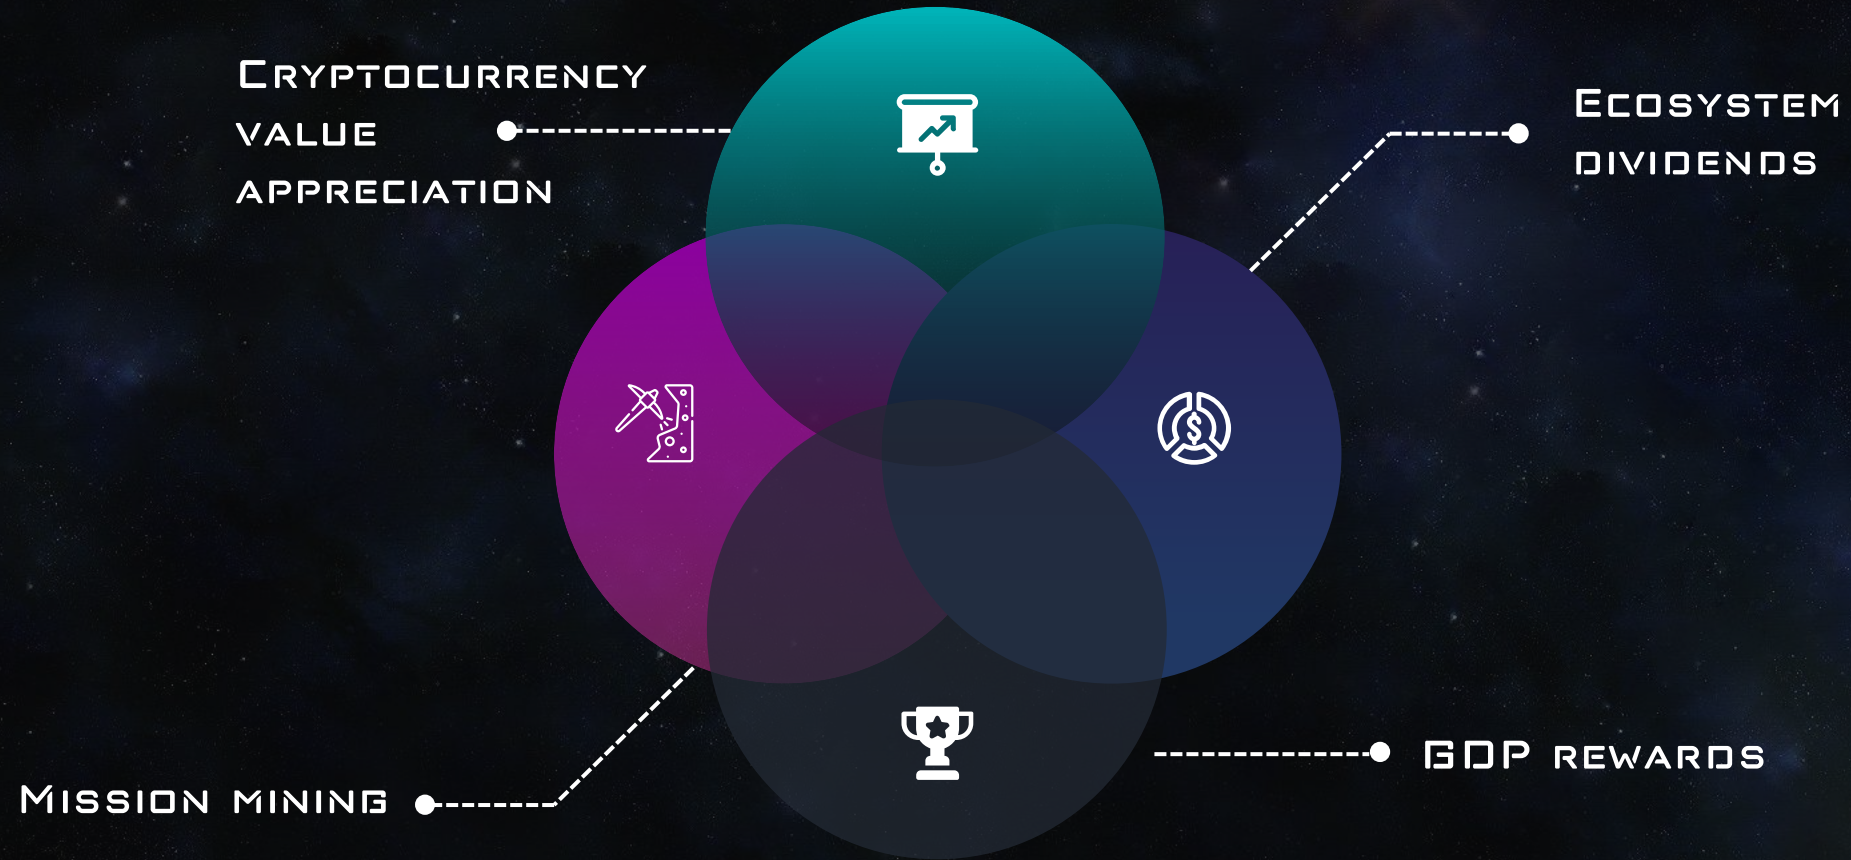 Cryptocurrency
value
appreciation
Ecosystem
dividends
Mission mining
GDP rewards
$